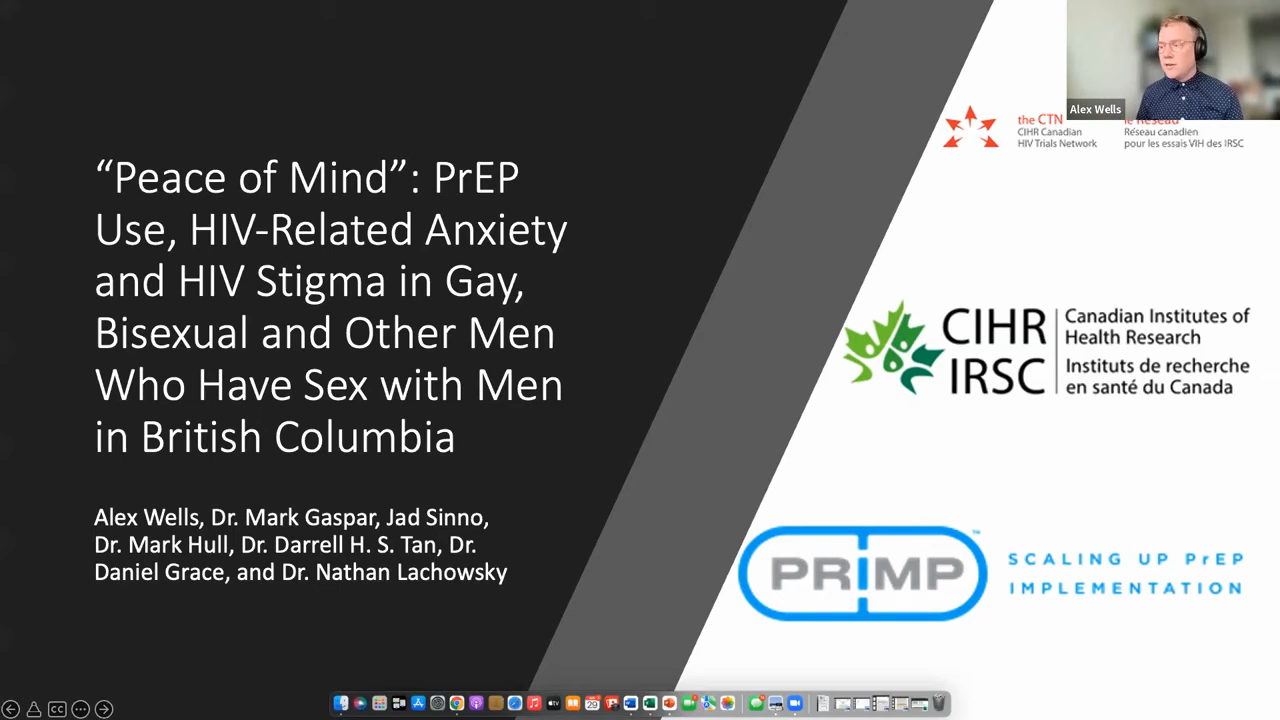 “Peace of Mind”: PrEP
Use, HIV-Related Anxiety
and HIV Stigma in Gay,
Bisexual and Other Men
Who Have Sex with Men
in British Columbia
Alex Wells, Dr. Mark Gaspar, Jad Sinno,
Dr. Mark Hull, Dr. Darrell H. S. Tan, Dr.
Daniel Grace, and Dr. Nathan Lachowsky
Alex Wells
the CTN
CIHR Canadian
HIV Trials Network
le Réseau
Réseau canadien
pour les essais VIH des IRSC
CIHR
IRSC
Canadian Institutes of
Health Research
Instituts de recherche
en santé du Canada
PRiMP
™
SCALING UP PrEP
IMPLEMENTATION
CC
29